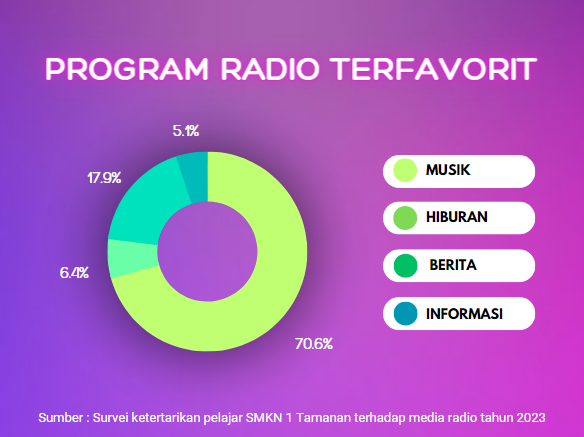 PROGRAM RADIO TERFAVORIT
5.1%
17.9%
6.4%
70.6%
MUSIK
HIBURAN
BERITA
INFORMASI
Sumber : Survei ketertarikan pelajar SMKN 1 Tamanan terhadap media radio tahun 2023